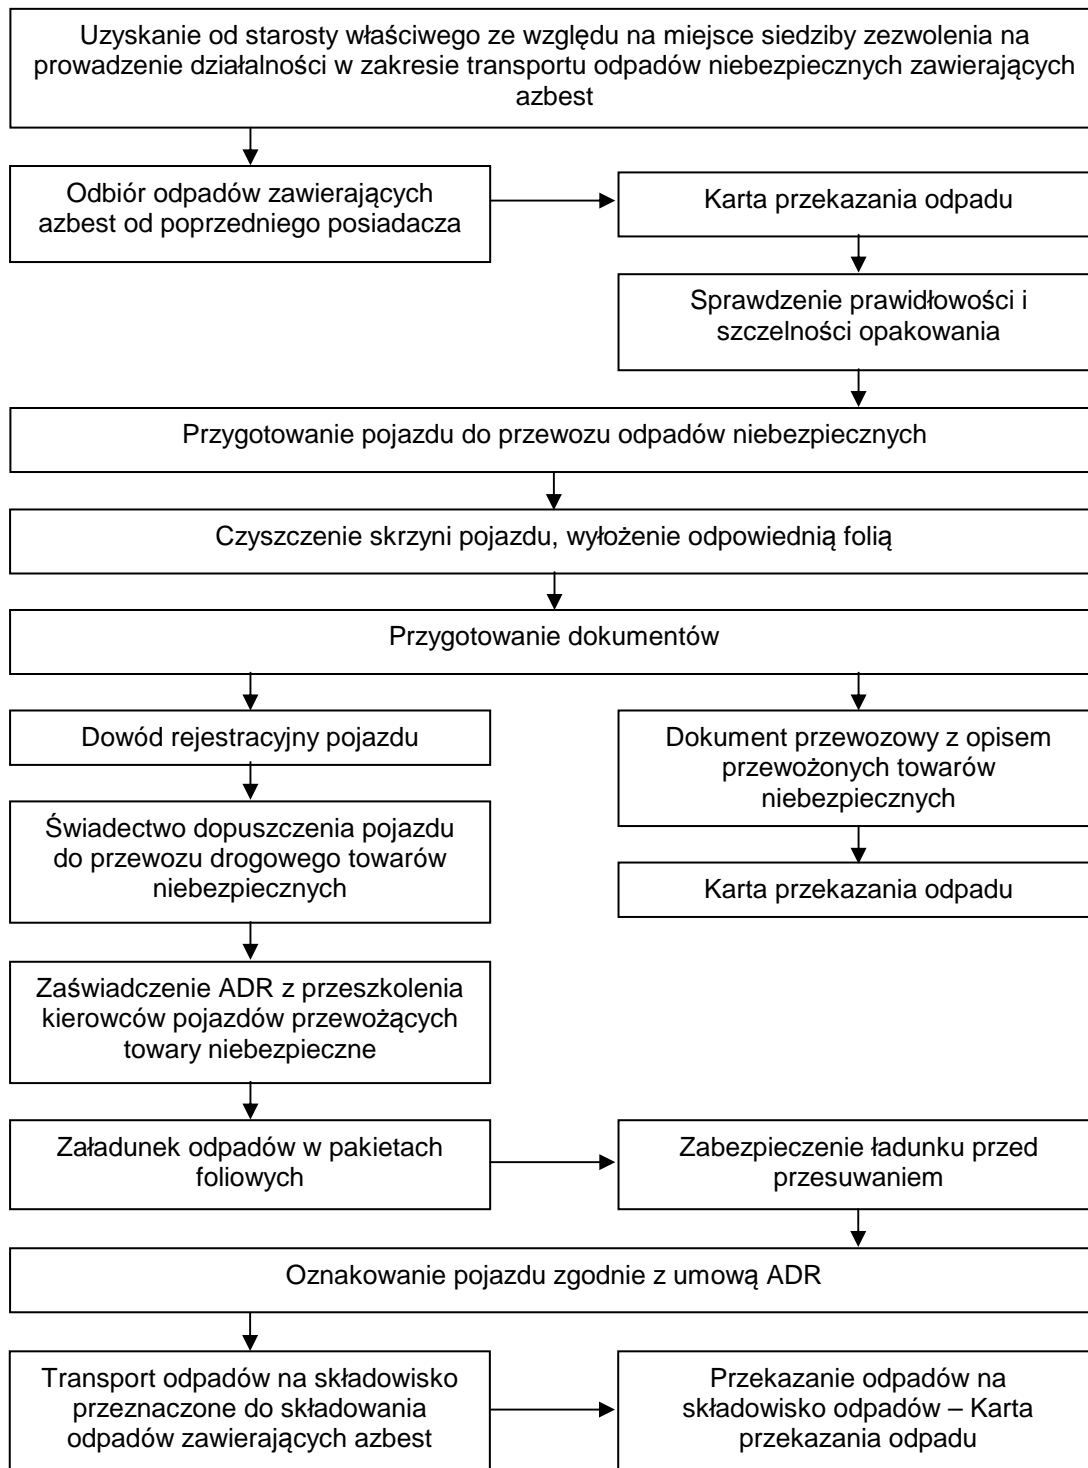 Uzyskanie od starosty właściwego ze względu na miejsce siedziby zezwolenia na
prowadzenie działalności w zakresie transportu odpadów niebezpiecznych zawierających
azbest
Odbiór odpadów zawierających
azbest od poprzedniego posiadacza
Karta przekazania odpadu
Sprawdzenie prawidłowości i
szczelności opakowania
Przygotowanie pojazdu do przewozu odpadów niebezpiecznych
Czyszczenie skrzyni pojazdu, wyłożenie odpowiednią folią
Przygotowanie dokumentów
Dowód rejestracyjny pojazdu
Świadectwo dopuszczenia pojazdu
do przewozu drogowego towarów
niebezpiecznych
Zaświadczenie ADR z przeszkolenia
kierowców pojazdów przewożących
towary niebezpieczne
Dokument przewozowy z opisem
przewożonych towarów
niebezpiecznych
Karta przekazania odpadu
Załadunek odpadów w pakietach
foliowych
Zabezpieczenie ładunku przed
przesuwaniem
Oznakowanie pojazdu zgodnie z umową ADR
Transport odpadów na składowisko
przeznaczone do składowania
odpadów zawierających azbest
Przekazanie odpadów na
składowisko odpadów – Karta
przekazania odpadu